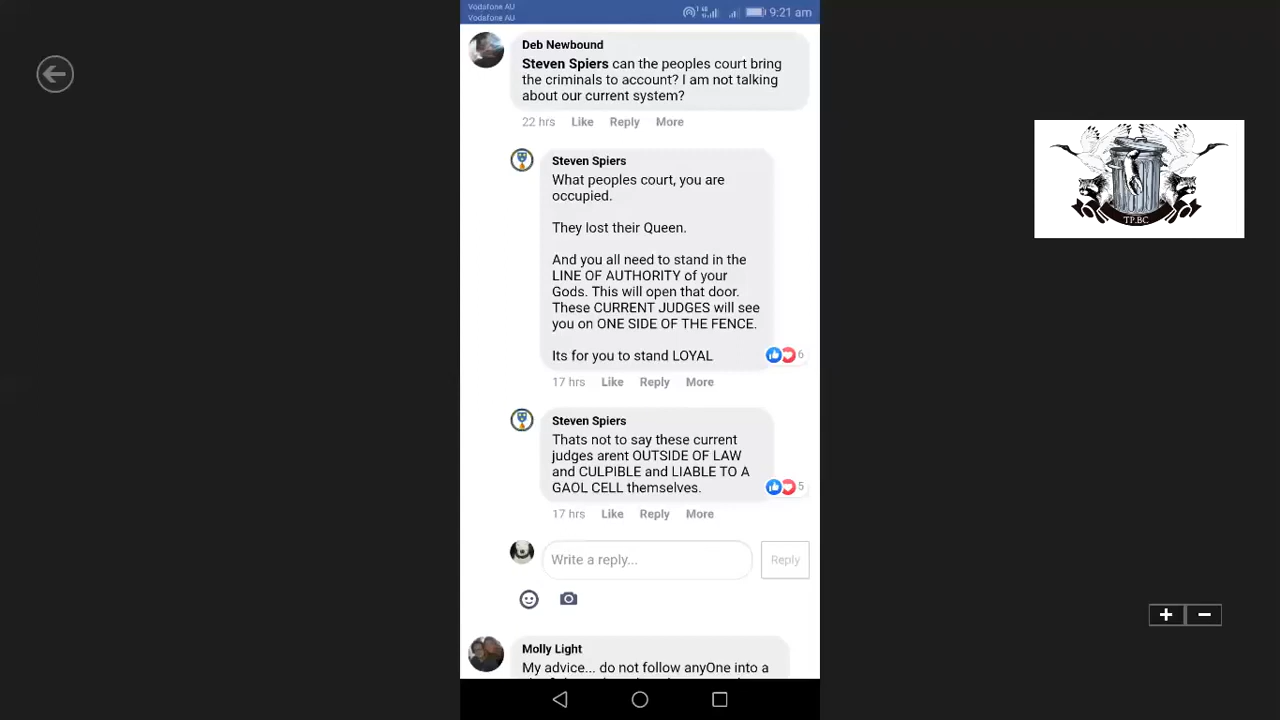 Vodafone AU
Vodafone AU
9:21 am
Deb Newbound
Steven Spiers can the peoples court bring
the criminals to account? I am not talking
about our current system?
22 hrs Like Reply More
Steven Spiers
What peoples court, you are
occupied.
They lost their Queen.
And you all need to stand in the
LINE OF AUTHORITY of your
Gods. This will open that door.
These CURRENT JUDGES will see
you on ONE SIDE OF THE FENCE.
Its for you to stand LOYAL
6
17 hrs Like Reply More
Steven Spiers
Thats not to say these current
judges arent OUTSIDE OF LAW
and CULPIBLE and LIABLE TO A
GAOL CELL themselves.
5
17 hrs Like Reply More
Write a reply...
Reply
Molly Light
My advice... do not follow anyOne into a
TP.BC